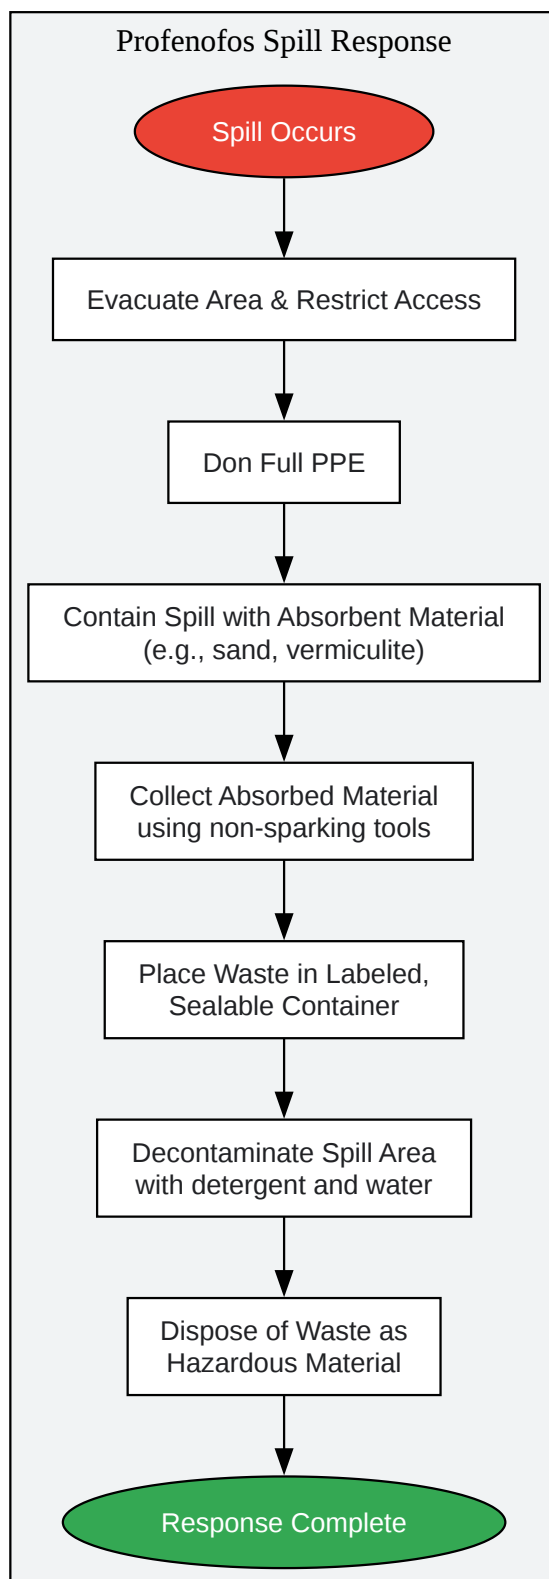 Profenofos Spill Response
Spill Occurs
Evacuate Area & Restrict Access
Don Full PPE
Contain Spill with Absorbent Material
(e.g., sand, vermiculite)
Collect Absorbed Material
using non-sparking tools
Place Waste in Labeled,
Sealable Container
Decontaminate Spill Area
with detergent and water
Dispose of Waste as
Hazardous Material
Response Complete